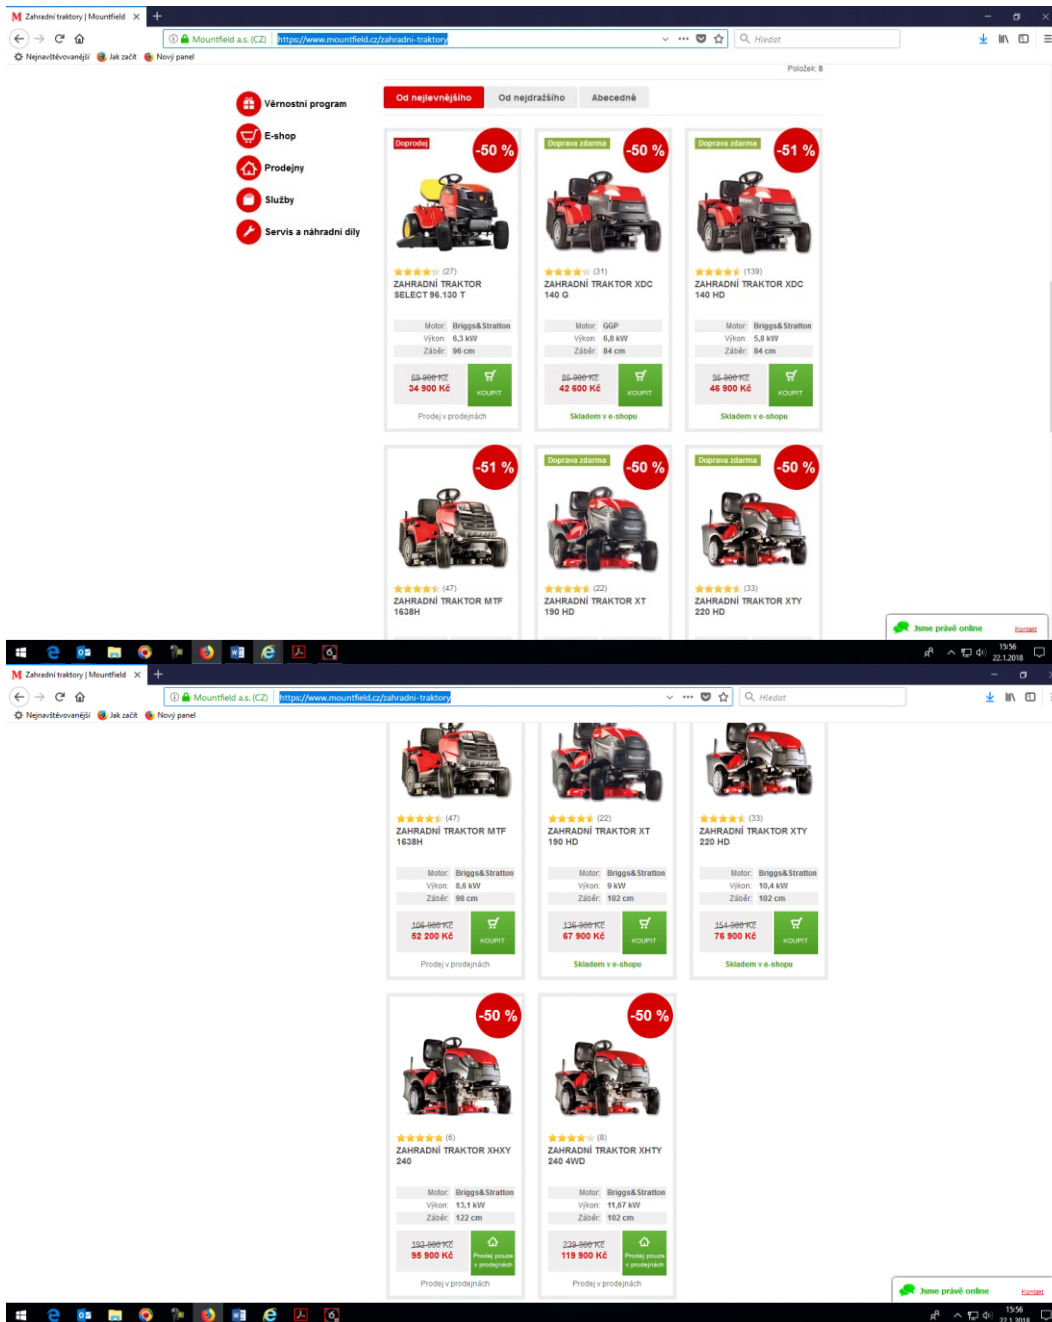 Zahradní traktory | Mountfield
Mountfield a.s. (CZ) https://www.mountfield.cz/zahradni-traktory
Hledat
Nejnavštěvovanější Jak začít Nový panel
Položek: 8
Věrnostní program
E-shop
Prodejny
Služby
Servis a náhradní díly
Od nejlevnějšího Od nejdražšího Abecedně
Doprodej -50 % Doprava zdarma -50 % Doprava zdarma -51 %
(27) (31) (139)
ZAHRADNÍ TRAKTOR ZAHRADNÍ TRAKTOR XDC ZAHRADNÍ TRAKTOR XDC
SELECT 96.130 T 140 G 140 HD
Motor: Briggs&Stratton Motor: GGP Motor: Briggs&Stratton
Výkon: 6,3 kW Výkon: 6,8 kW Výkon: 5,8 kW
Záběr: 96 cm Záběr: 84 cm Záběr: 84 cm
69 900 Kč 85 900 Kč 95 900 Kč
34 900 Kč KOUPIT 42 600 Kč KOUPIT 46 900 Kč KOUPIT
Prodej v prodejnách Skladem v e-shopu Skladem v e-shopu
-51 % Doprava zdarma -50 % Doprava zdarma -50 %
(47) (22) (33)
ZAHRADNÍ TRAKTOR MTF ZAHRADNÍ TRAKTOR XT ZAHRADNÍ TRAKTOR XTY
1638H 190 HD 220 HD
Jsme právě online Kontakt
15:56
22.1.2018
Zahradní traktory | Mountfield
Mountfield a.s. (CZ) https://www.mountfield.cz/zahradni-traktory
Hledat
Nejnavštěvovanější Jak začít Nový panel
(47) (22) (33)
ZAHRADNÍ TRAKTOR MTF ZAHRADNÍ TRAKTOR XT ZAHRADNÍ TRAKTOR XTY
1638H 190 HD 220 HD
Motor: Briggs&Stratton Motor: Briggs&Stratton Motor: Briggs&Stratton
Výkon: 8,6 kW Výkon: 9 kW Výkon: 10,4 kW
Záběr: 98 cm Záběr: 102 cm Záběr: 102 cm
106 900 Kč 136 900 Kč 154 900 Kč
52 200 Kč KOUPIT 67 900 Kč KOUPIT 76 900 Kč KOUPIT
Prodej v prodejnách Skladem v e-shopu Skladem v e-shopu
-50 % -50 %
(6) (8)
ZAHRADNÍ TRAKTOR XHXY ZAHRADNÍ TRAKTOR XHTY
240 240 4WD
Motor: Briggs&Stratton Motor: Briggs&Stratton
Výkon: 13,1 kW Výkon: 11,67 kW
Záběr: 122 cm Záběr: 102 cm
192 900 Kč 239 900 Kč
95 900 Kč Prodej pouze v prodejnách 119 900 Kč Prodej pouze v prodejnách
Prodej v prodejnách Prodej v prodejnách
Jsme právě online Kontakt
15:56
22.1.2018